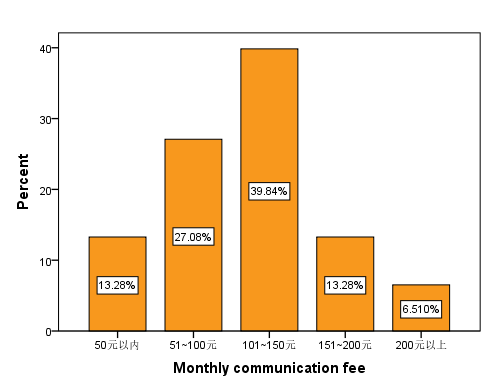 40
30
20
10
0
Percent
39.84%
27.08%
13.28%
13.28%
6.510%
50元以内
51~100元
101~150元
151~200元
200元以上
Monthly communication fee